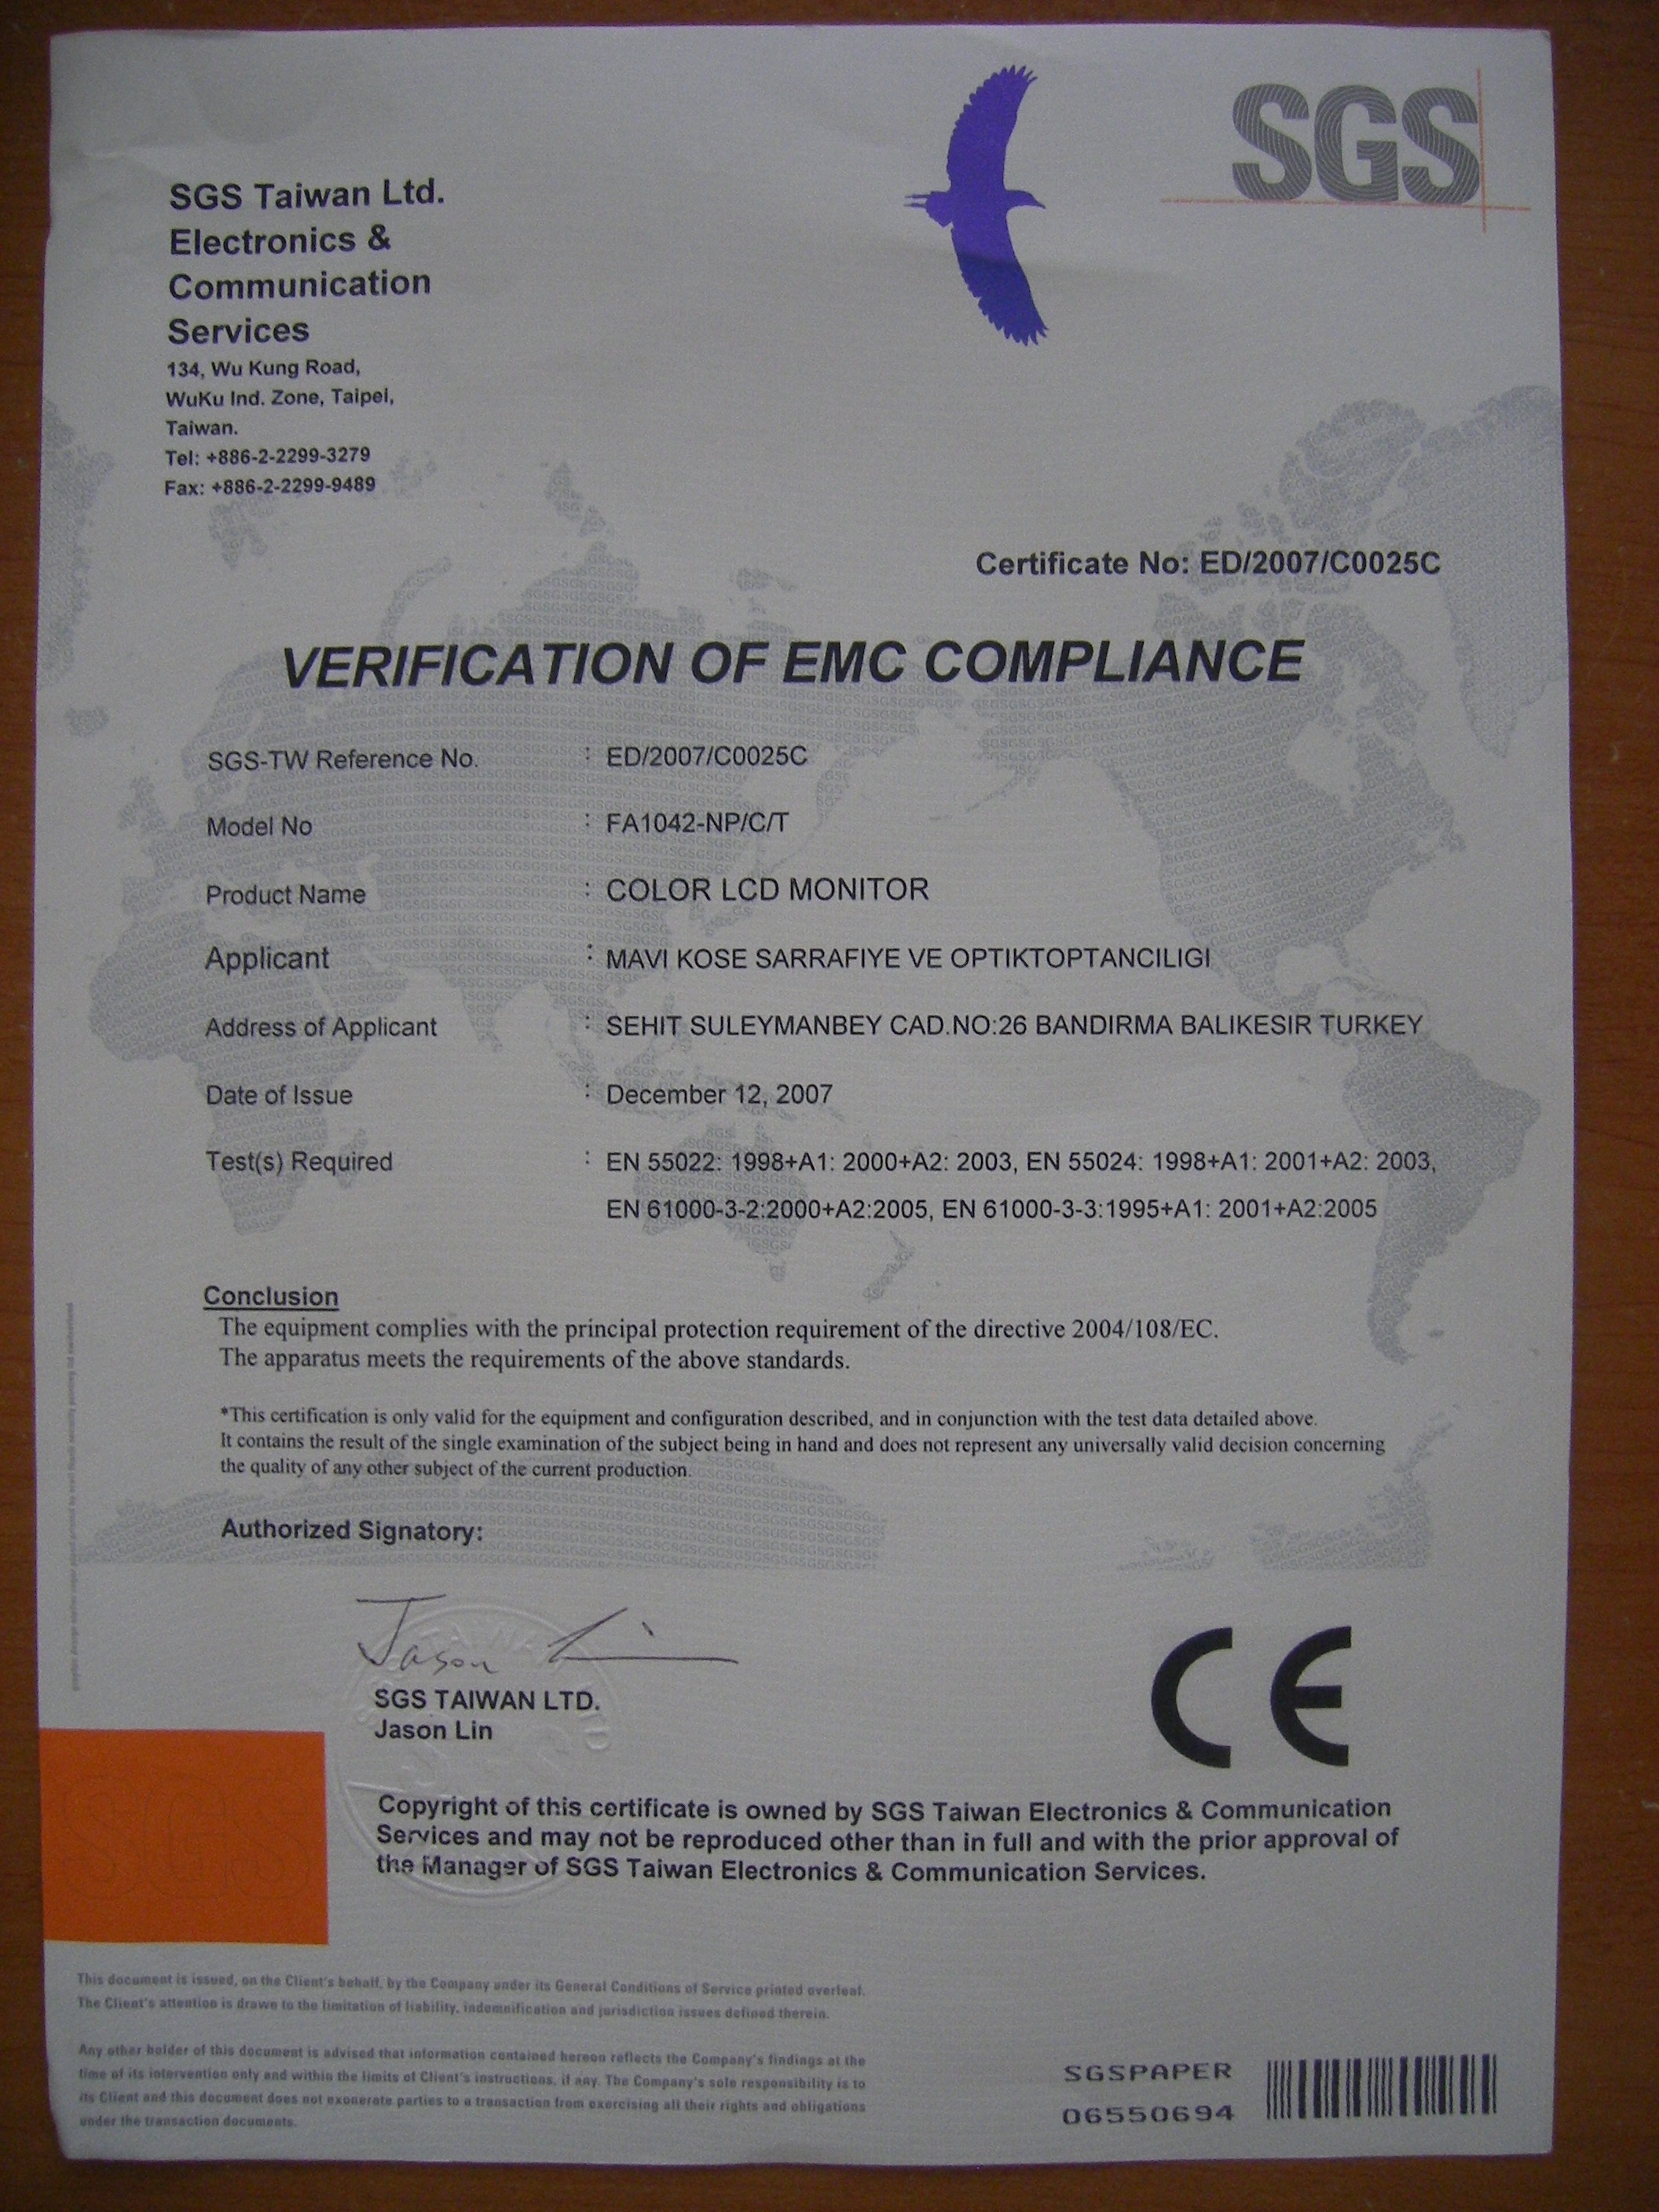 SGS
SGS Taiwan Ltd.
Electronics &
Communication
Services
134, Wu Kung Road,
WuKu Ind. Zone, Taipei,
Taiwan.
Tel: +886-2-2299-3279
Fax: +886-2-2299-9489
Certificate No: ED/2007/C0025C
VERIFICATION OF EMC COMPLIANCE
SGS-TW Reference No. : ED/2007/C0025C
Model No : FA1042-NP/C/T
Product Name : COLOR LCD MONITOR
Applicant : MAVI KOSE SARRAFIYE VE OPTIKTOPTANCILIGI
Address of Applicant : SEHIT SULEYMANBEY CAD.NO:26 BANDIRMA BALIKESIR TURKEY
Date of Issue : December 12, 2007
Test(s) Required : EN 55022: 1998+A1: 2000+A2: 2003, EN 55024: 1998+A1: 2001+A2: 2003,
EN 61000-3-2:2000+A2:2005, EN 61000-3-3:1995+A1: 2001+A2:2005
Conclusion
The equipment complies with the principal protection requirement of the directive 2004/108/EC.
The apparatus meets the requirements of the above standards.
*This certification is only valid for the equipment and configuration described, and in conjunction with the test data detailed above.
It contains the result of the single examination of the subject being in hand and does not represent any universally valid decision concerning
the quality of any other subject of the current production.
Authorized Signatory:
Jason Lin
SGS TAIWAN LTD.
Jason Lin
CE
Copyright of this certificate is owned by SGS Taiwan Electronics & Communication
Services and may not be reproduced other than in full and with the prior approval of
the Manager of SGS Taiwan Electronics & Communication Services.
This document is issued, on the Client's behalf, by the Company under its General Conditions of Service printed overleaf.
The Client's attention is drawn to the limitation of liability, indemnification and jurisdiction issues defined therein.
Any other holder of this document is advised that information contained hereon reflects the Company's findings at the
time of its intervention only and within the limits of Client's instructions, if any. The Company's sole responsibility is to
its Client and this document does not exonerate parties to a transaction from exercising all their rights and obligations
under the transaction documents.
SGSPAPER
06550694